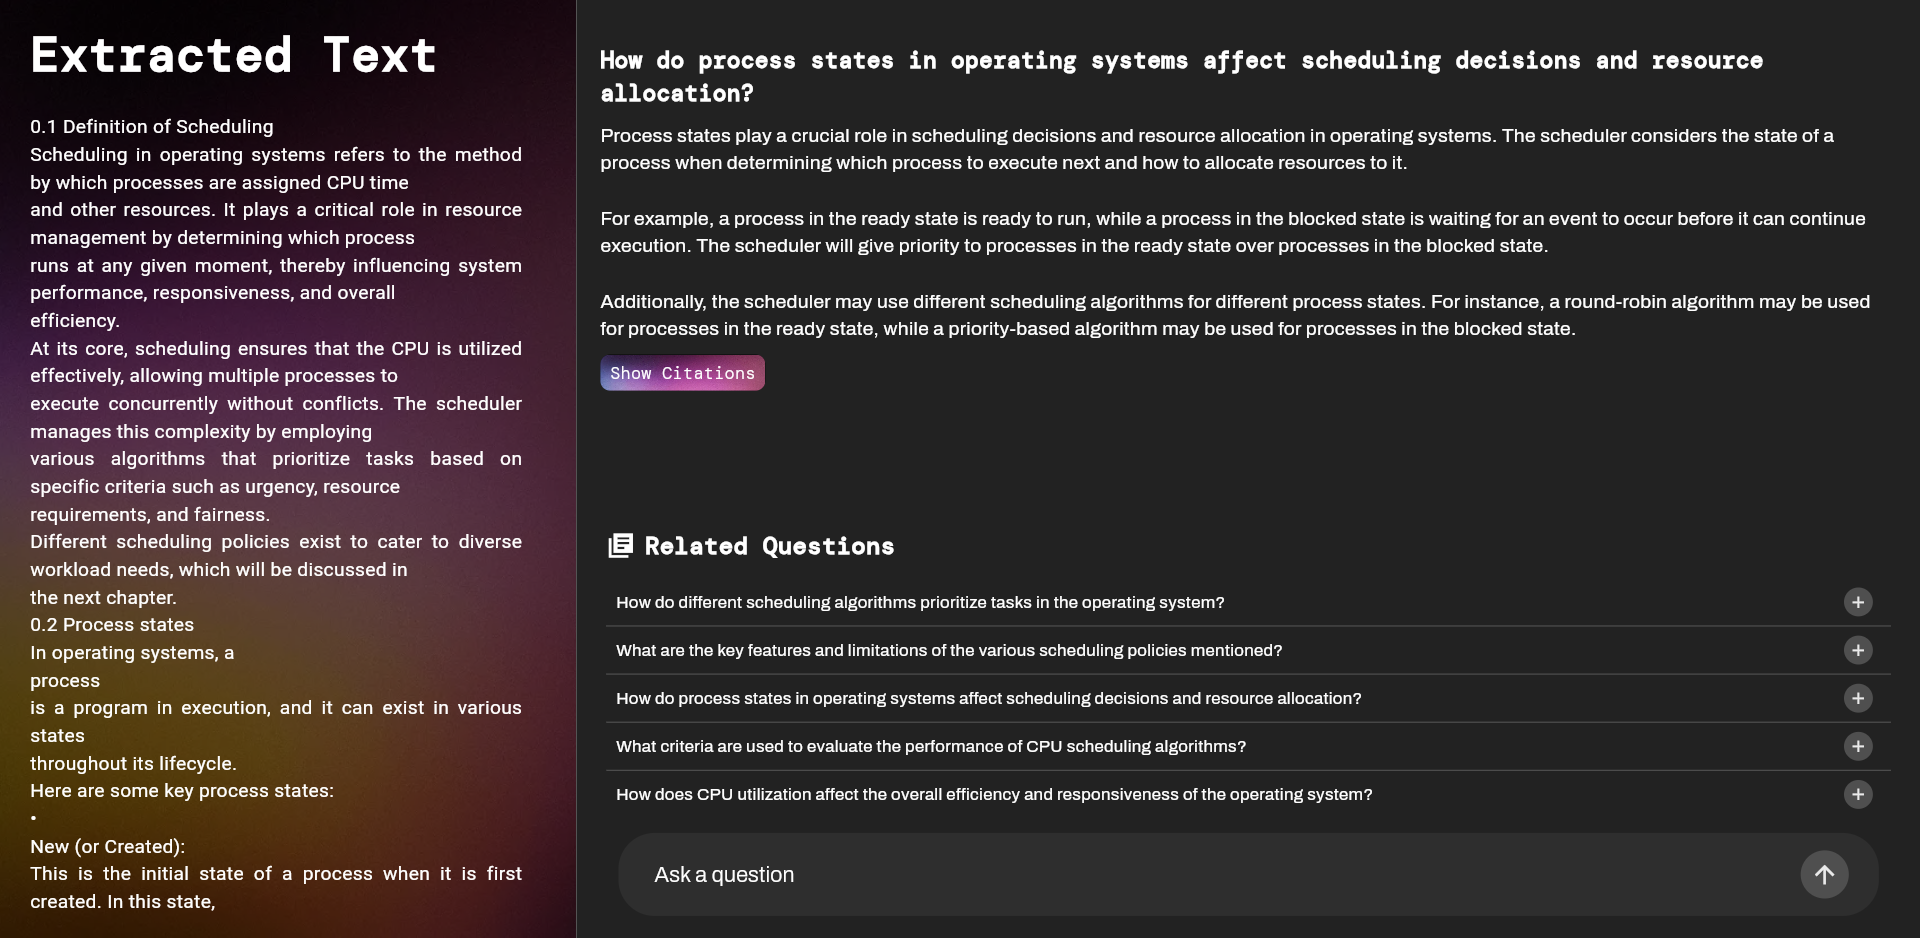 Extracted Text
0.1 Definition of Scheduling
Scheduling in operating systems refers to the method
by which processes are assigned CPU time
and other resources. It plays a critical role in resource
management by determining which process
runs at any given moment, thereby influencing system
performance, responsiveness, and overall
efficiency.
At its core, scheduling ensures that the CPU is utilized
effectively, allowing multiple processes to
execute concurrently without conflicts. The scheduler
manages this complexity by employing
various algorithms that prioritize tasks based on
specific criteria such as urgency, resource
requirements, and fairness.
Different scheduling policies exist to cater to diverse
workload needs, which will be discussed in
the next chapter.
0.2 Process states
In operating systems, a
process
is a program in execution, and it can exist in various
states
throughout its lifecycle.
Here are some key process states:
•
New (or Created):
This is the initial state of a process when it is first
created. In this state,
How do process states in operating systems affect scheduling decisions and resource
allocation?
Process states play a crucial role in scheduling decisions and resource allocation in operating systems. The scheduler considers the state of a
process when determining which process to execute next and how to allocate resources to it.
For example, a process in the ready state is ready to run, while a process in the blocked state is waiting for an event to occur before it can continue
execution. The scheduler will give priority to processes in the ready state over processes in the blocked state.
Additionally, the scheduler may use different scheduling algorithms for different process states. For instance, a round-robin algorithm may be used
for processes in the ready state, while a priority-based algorithm may be used for processes in the blocked state.
Show Citations
Related Questions
How do different scheduling algorithms prioritize tasks in the operating system?
What are the key features and limitations of the various scheduling policies mentioned?
How do process states in operating systems affect scheduling decisions and resource allocation?
What criteria are used to evaluate the performance of CPU scheduling algorithms?
How does CPU utilization affect the overall efficiency and responsiveness of the operating system?
Ask a question